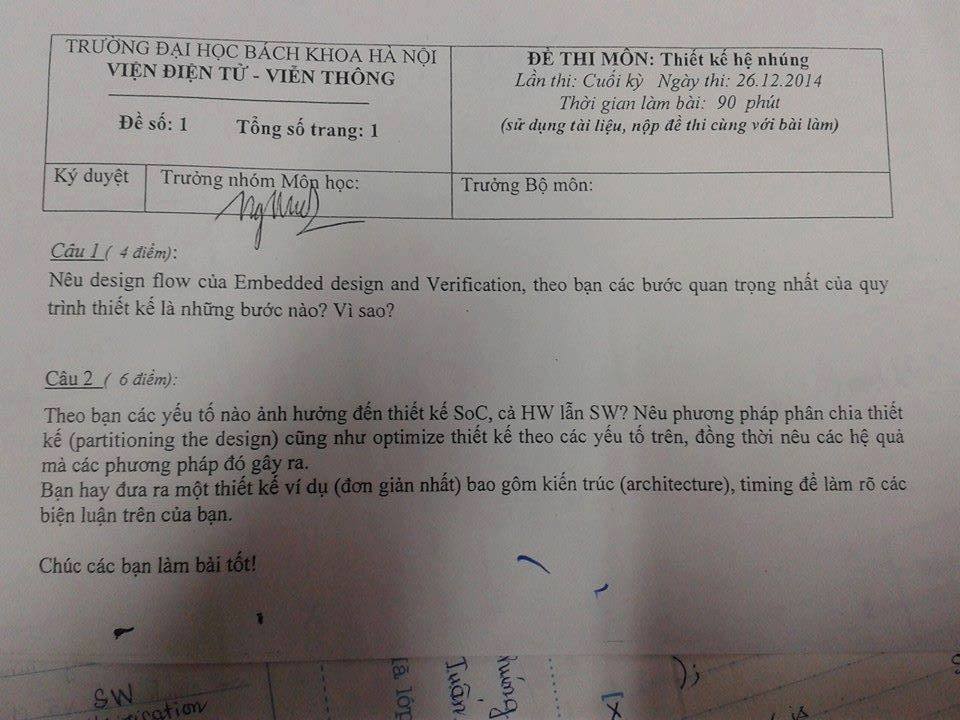 TRƯỜNG ĐẠI HỌC BÁCH KHOA HÀ NỘI
VIỆN ĐIỆN TỬ - VIỄN THÔNG
Đề số: 1 Tổng số trang: 1
ĐỀ THI MÔN: Thiết kế hệ nhúng
Lần thi: Cuối kỳ Ngày thi: 26.12.2014
Thời gian làm bài: 90 phút
(sử dụng tài liệu, nộp đề thi cùng với bài làm)
Ký duyệt
Trưởng nhóm Môn học:
Trưởng Bộ môn:
Câu 1 ( 4 điểm):
Nêu design flow của Embedded design and Verification, theo bạn các bước quan trọng nhất của quy
trình thiết kế là những bước nào? Vì sao?
Câu 2 ( 6 điểm):
Theo bạn các yếu tố nào ảnh hưởng đến thiết kế SoC, cả HW lẫn SW? Nêu phương pháp phân chia thiết
kế (partitioning the design) cũng như optimize thiết kế theo các yếu tố trên, đồng thời nêu các hệ quả
mà các phương pháp đó gây ra.
Bạn hay đưa ra một thiết kế ví dụ (đơn giản nhất) bao gôm kiến trúc (architecture), timing để làm rõ các
biện luận trên của bạn.
Chúc các bạn làm bài tốt!
SW